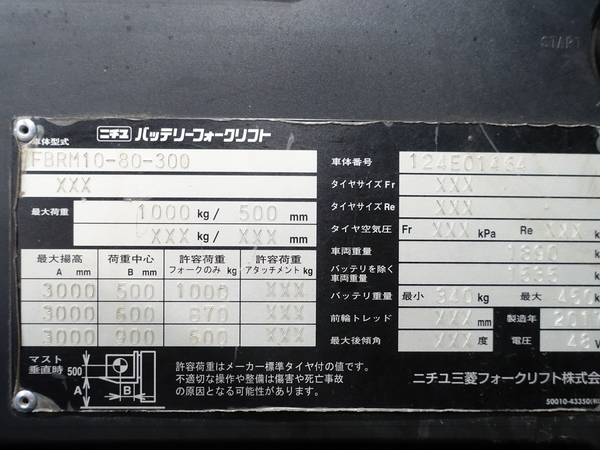 START
ニチユ バッテリーフォークリフト
車体型式
FBRM10-80-300
XXX
最大荷重 1000 kg / 500 mm
XXX kg / XXX mm
最大揚高 A mm 荷重中心 B mm 許容荷重 フォークのみ kg 許容荷重 アタッチメント kg
3000 500 1000 XXX
3000 600 870 XXX
3000 900 500 XXX
マスト垂直時 500 A B
許容荷重はメーカー標準タイヤ付の値です。
不適切な操作や整備は傷害や死亡事故
の原因となる可能性があります。
車体番号 124E01464
タイヤサイズ Fr XXX
タイヤサイズ Re XXX
タイヤ空気圧 Fr XXX kPa Re XXX
車両重量
バッテリを除く車両重量 1535
バッテリ重量 最小 340 kg 最大 450 k
前輪トレッド XXX mm 製造年 201
最大後傾角 XXX 度 電圧 48 V
ニチユ三菱フォークリフト株式会
50010-43350